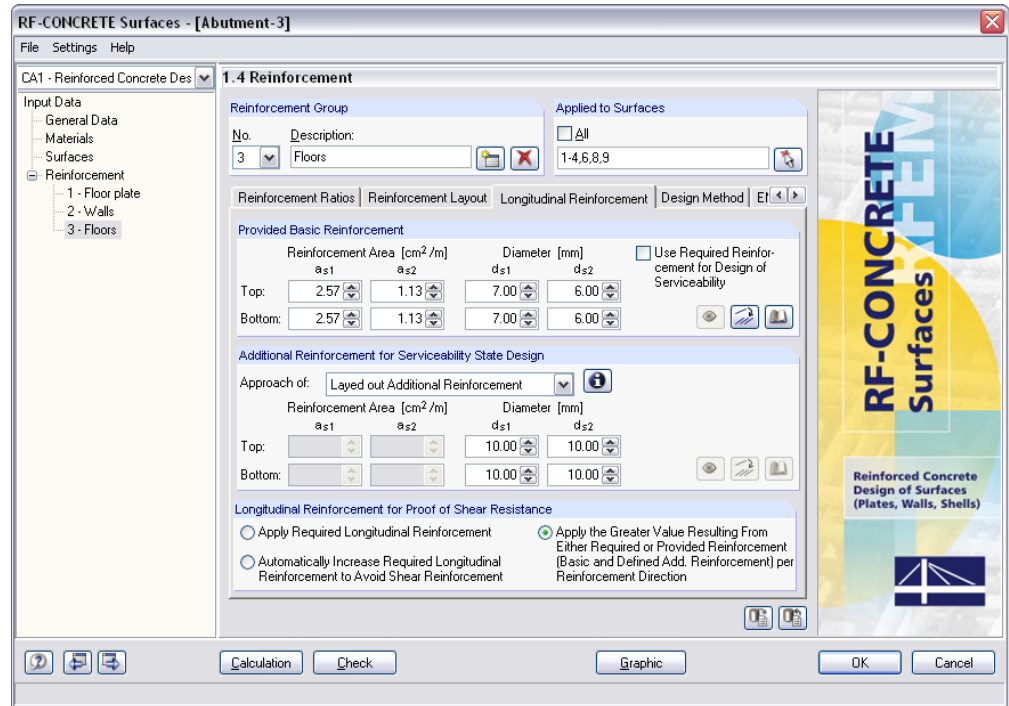 RF-CONCRETE Surfaces - [Abutment-3]
File Settings Help
CA1 - Reinforced Concrete Des
1.4 Reinforcement
Input Data
General Data
Materials
Surfaces
Reinforcement
1 - Floor plate
2 - Walls
3 - Floors
Reinforcement Group
No. Description:
3 Floors
Applied to Surfaces
All
1-4,6,8,9
Reinforcement Ratios Reinforcement Layout Longitudinal Reinforcement Design Method
Provided Basic Reinforcement
Reinforcement Area [cm²/m] Diameter [mm]
as1 as2 ds1 ds2
Top: 2.57 1.13 7.00 6.00
Bottom: 2.57 1.13 7.00 6.00
Use Required Reinfor-
cement for Design of
Serviceability
Additional Reinforcement for Serviceability State Design
Approach of: Layed out Additional Reinforcement
Reinforcement Area [cm²/m] Diameter [mm]
as1 as2 ds1 ds2
Top: 10.00 10.00
Bottom: 10.00 10.00
Longitudinal Reinforcement for Proof of Shear Resistance
Apply Required Longitudinal Reinforcement
Automatically Increase Required Longitudinal
Reinforcement to Avoid Shear Reinforcement
Apply the Greater Value Resulting From
Either Required or Provided Reinforcement
(Basic and Defined Add. Reinforcement) per
Reinforcement Direction
RFEM
RF-CONCRETE
Surfaces
Reinforced Concrete
Design of Surfaces
(Plates, Walls, Shells)
Calculation Check Graphic OK Cancel